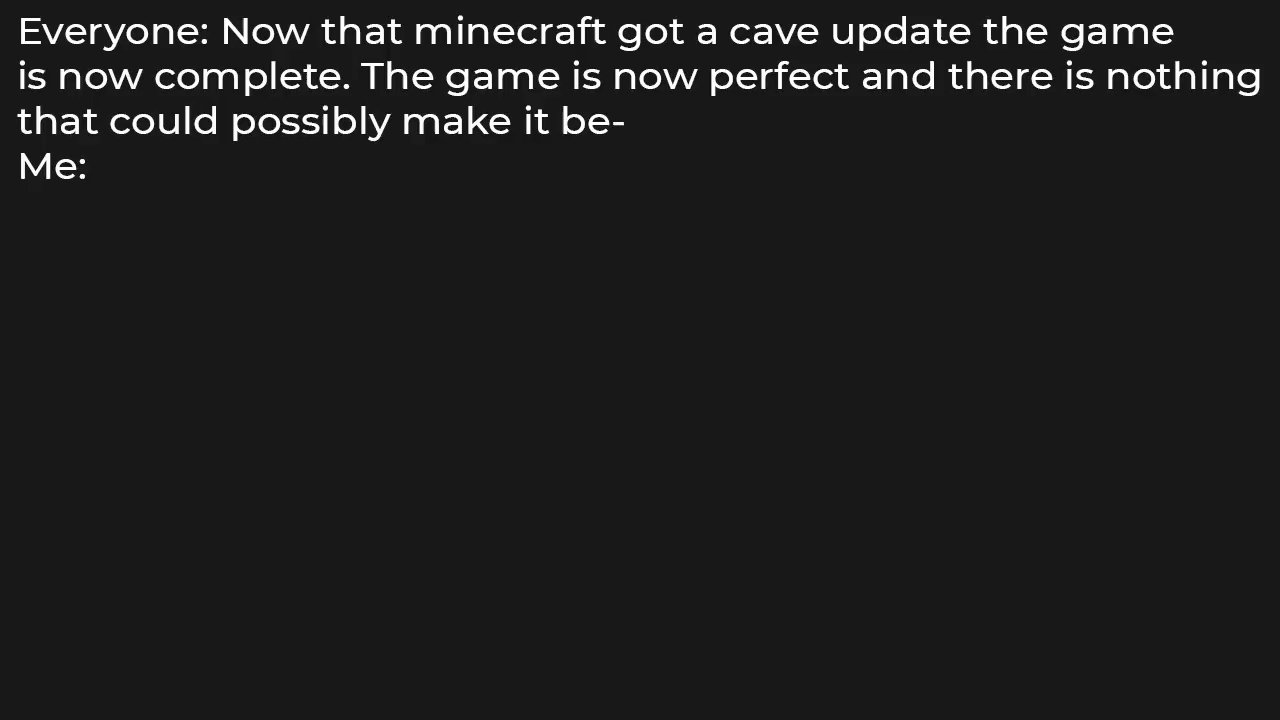 Everyone: Now that minecraft got a cave update the game
is now complete. The game is now perfect and there is nothing
that could possibly make it be-
Me: